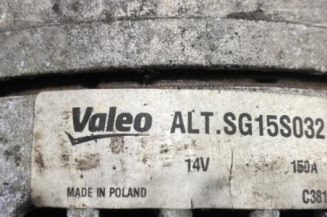 Valeo ALT.SG15S032
14V 150A
MADE IN POLAND C381